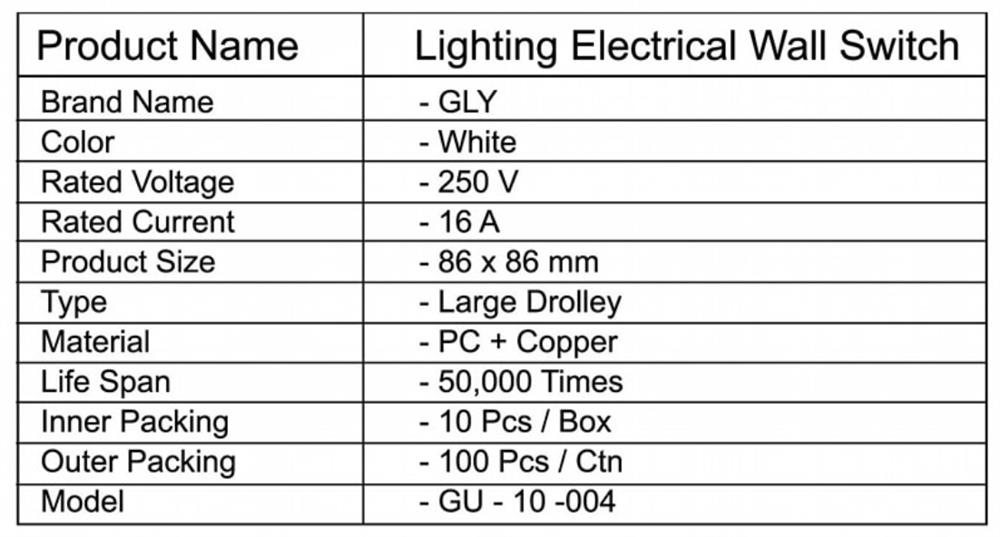 Product Name Lighting Electrical Wall Switch
Brand Name - GLY
Color - White
Rated Voltage - 250 V
Rated Current - 16 A
Product Size - 86 x 86 mm
Type - Large Drolley
Material - PC + Copper
Life Span - 50,000 Times
Inner Packing - 10 Pcs / Box
Outer Packing - 100 Pcs / Ctn
Model - GU - 10 -004